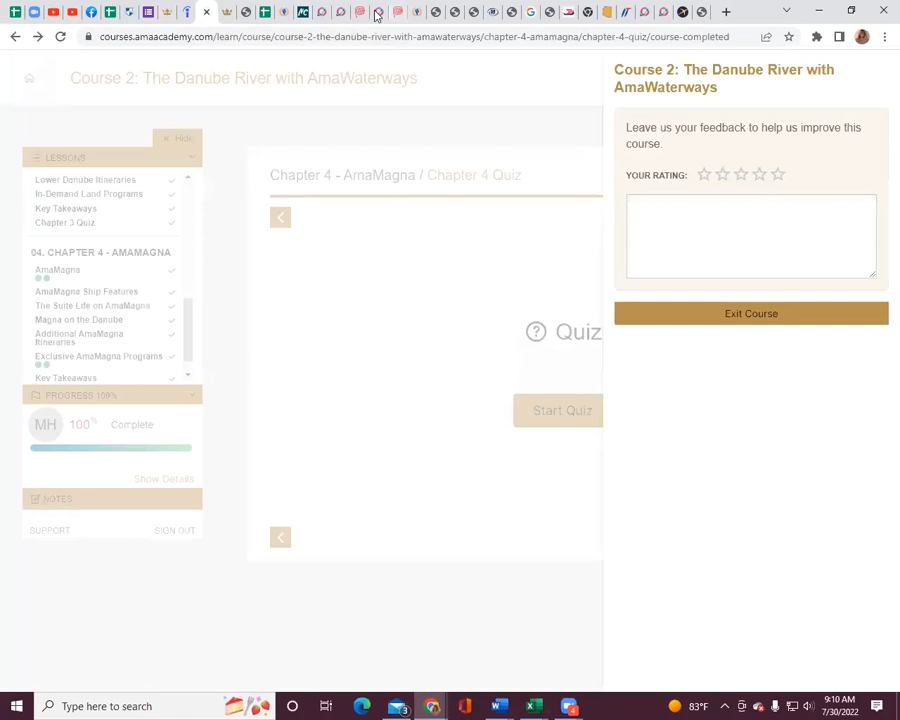 courses.amaacademy.com/learn/course/course-2-the-danube-river-with-amawaterways/chapter-4-amamagna/chapter-4-quiz/course-completed
Course 2: The Danube River with AmaWaterways
Hide
LESSONS
Lower Danube Itineraries
In-Demand Land Programs
Key Takeaways
Chapter 3 Quiz
04. CHAPTER 4 - AMAMAGNA
AmaMagna
AmaMagna Ship Features
The Suite Life on AmaMagna
Magna on the Danube
Additional AmaMagna
Itineraries
Exclusive AmaMagna Programs
Key Takeaways
PROGRESS 100%
MH 100% Complete
Show Details
NOTES
SUPPORT SIGN OUT
Chapter 4 - AmaMagna / Chapter 4 Quiz
Quiz
Start Quiz
Course 2: The Danube River with
AmaWaterways
Leave us your feedback to help us improve this
course.
YOUR RATING:
Exit Course
Type here to search
83°F
9:10 AM
7/30/2022